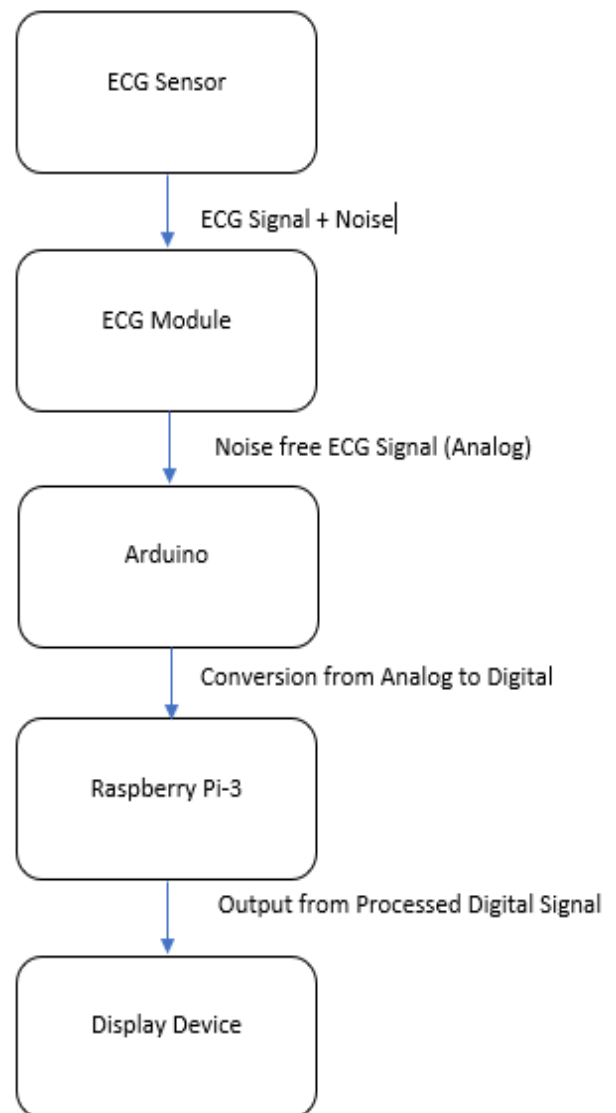 ECG Sensor
ECG Signal + Noise
ECG Module
Noise free ECG Signal (Analog)
Arduino
Conversion from Analog to Digital
Raspberry Pi-3
Output from Processed Digital Signal
Display Device